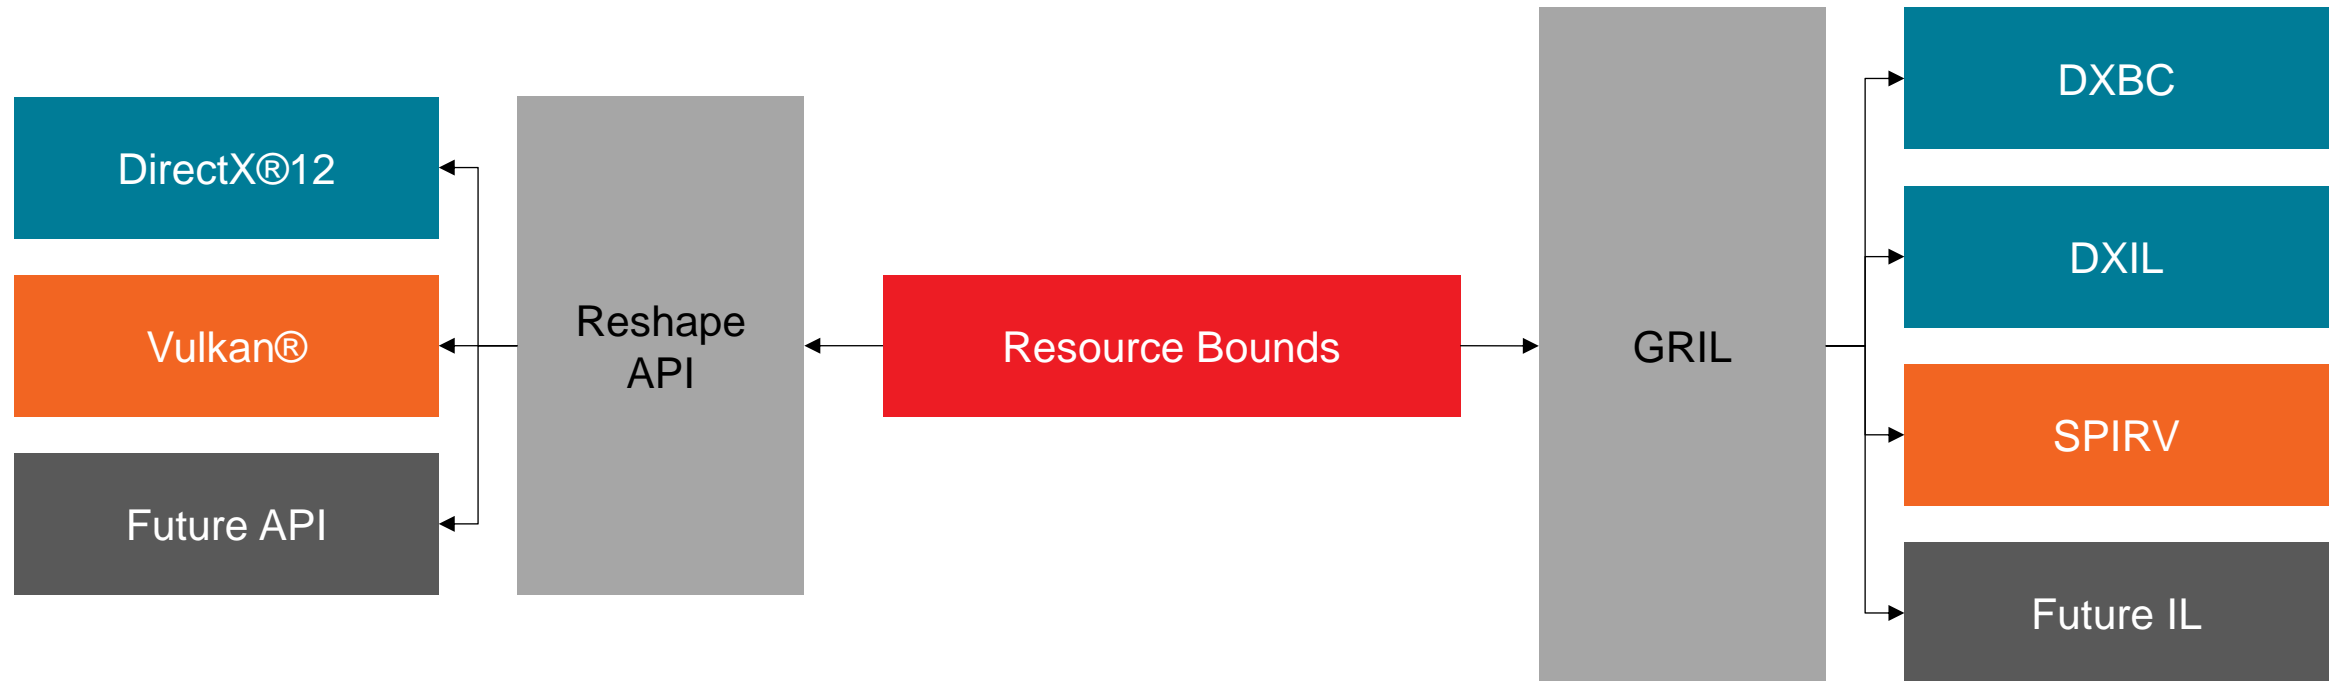 DirectX®12
Vulkan®
Future API
Reshape
API
Resource Bounds
GRIL
DXBC
DXIL
SPIRV
Future IL